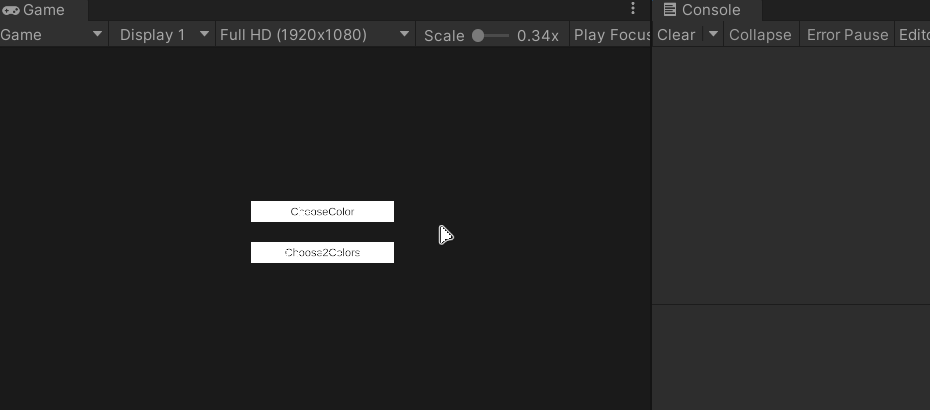 Game
Console
Game Display 1 Full HD (1920x1080) Scale 0.34x Play Focus
Clear Collapse Error Pause Edito
ChooseColor
Choose2Colors